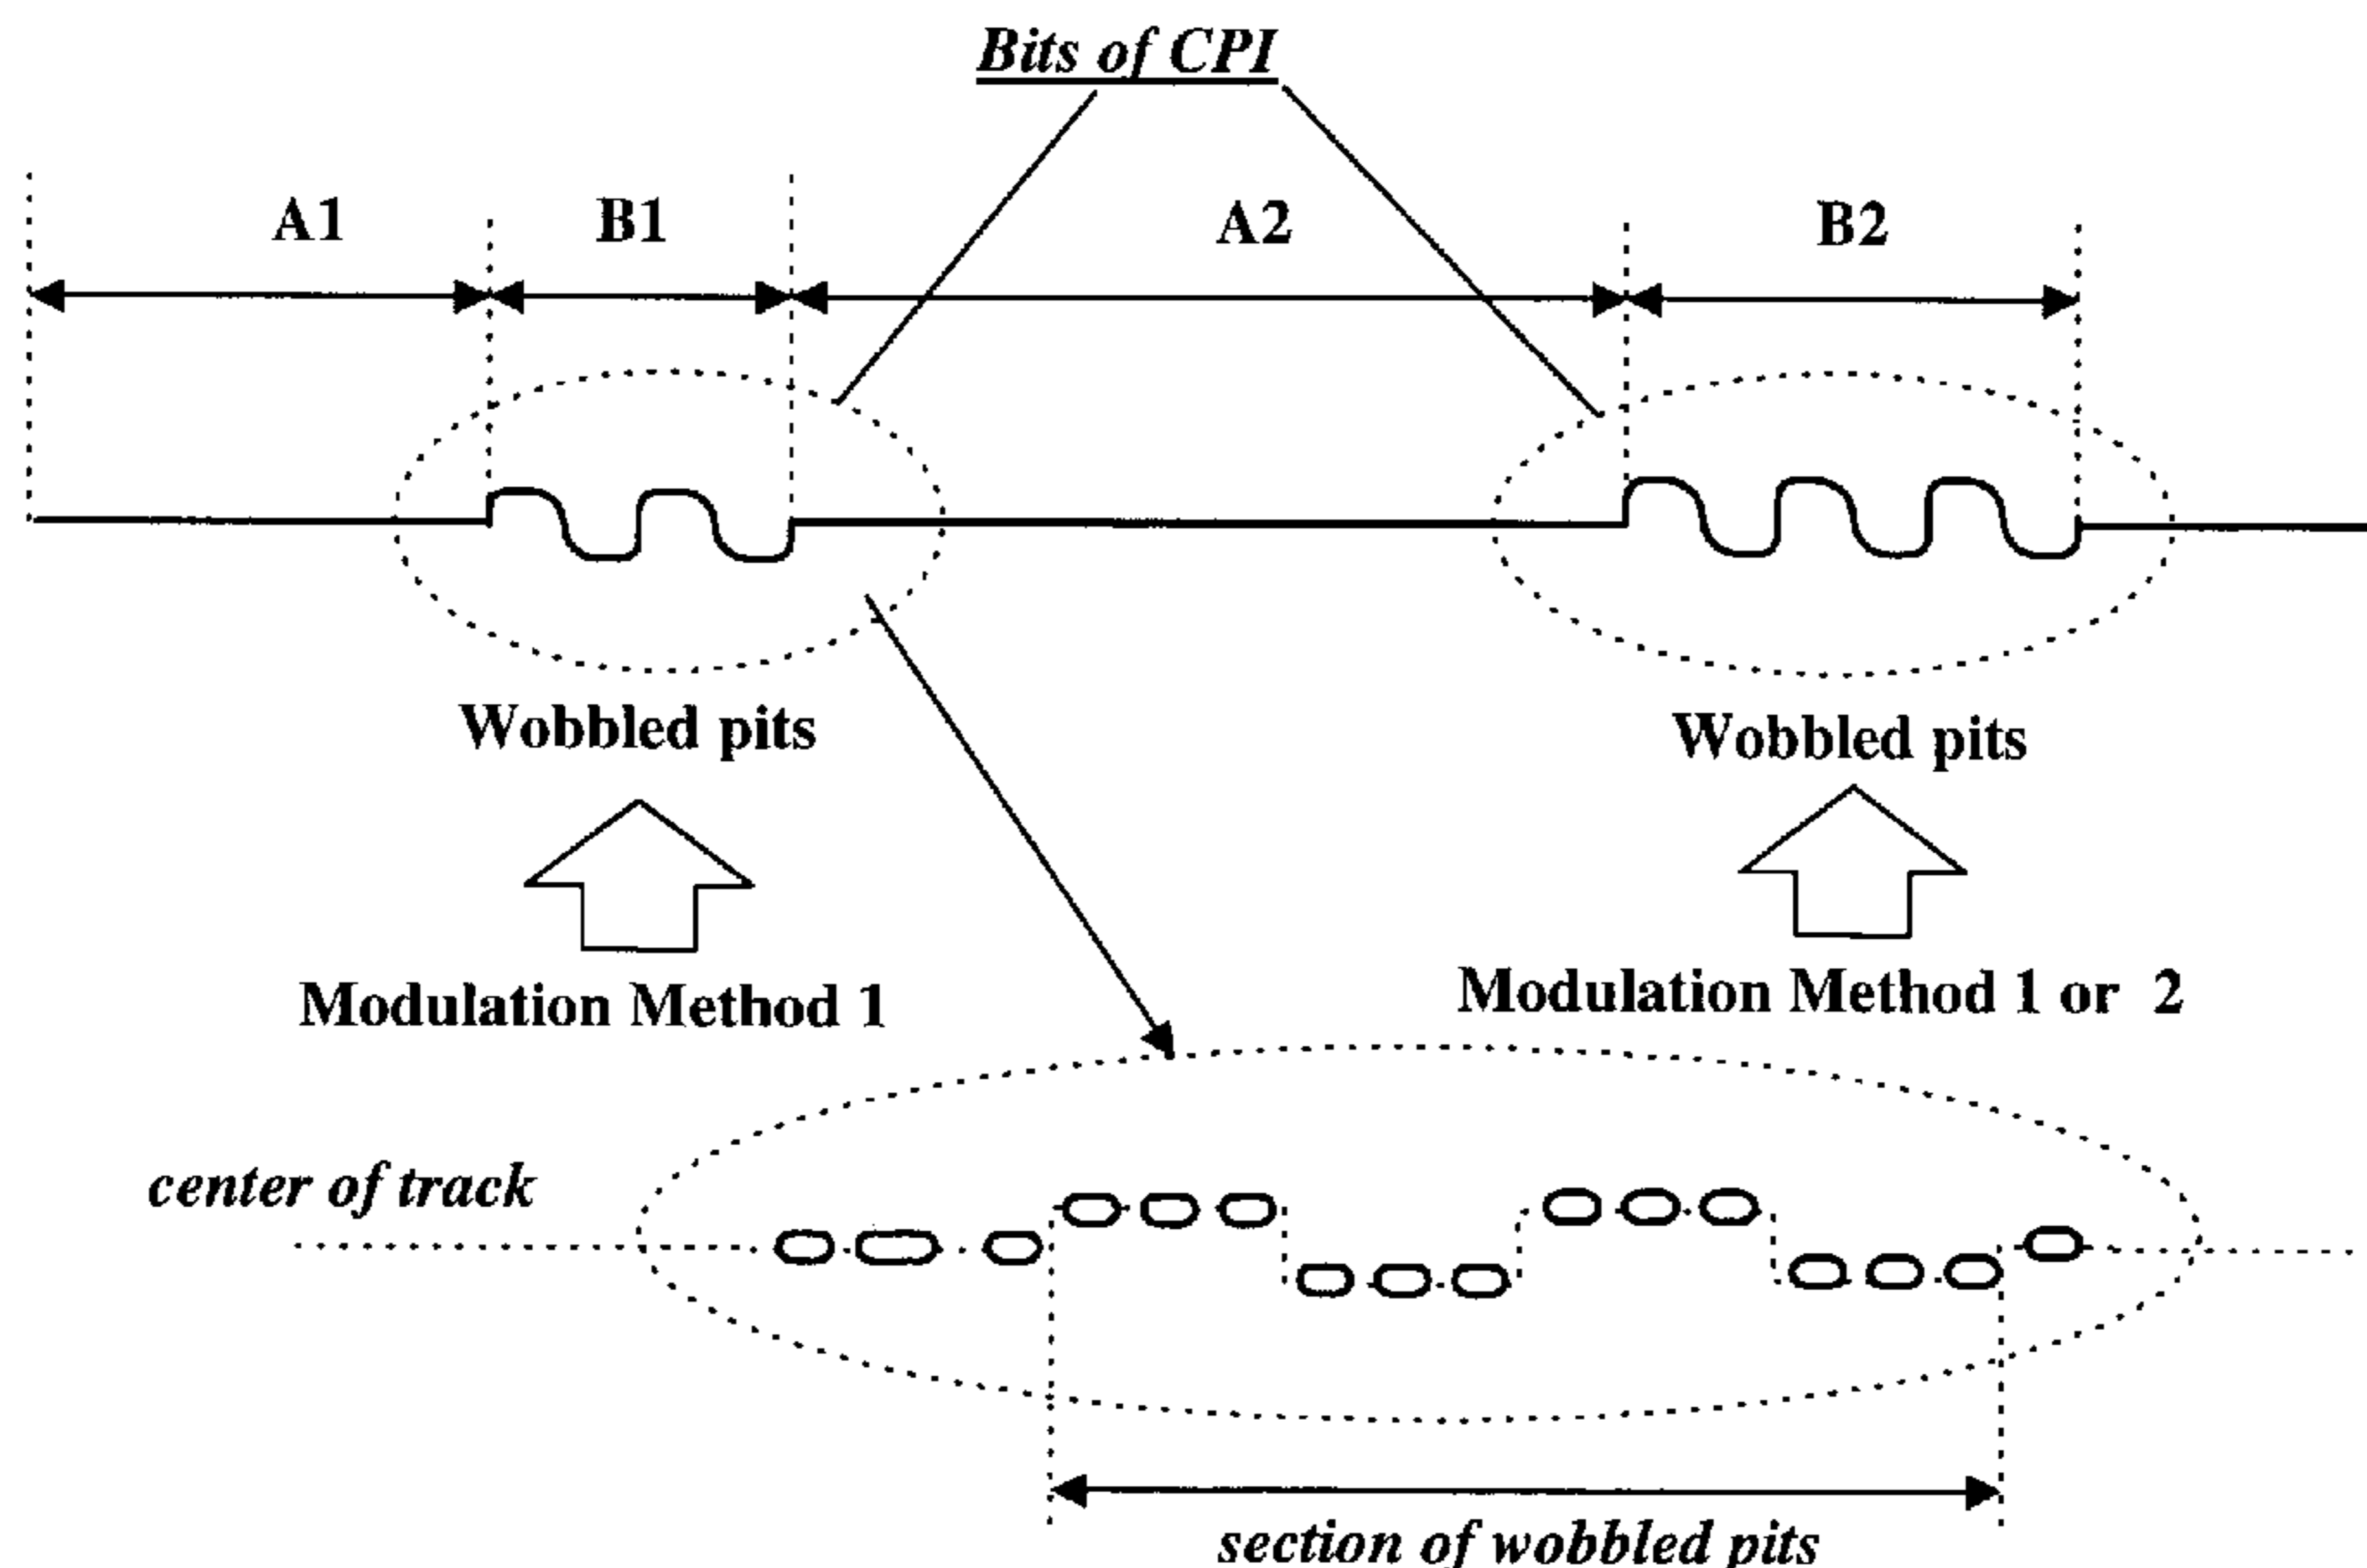 Bits of CPI
A1
B1
A2
B2
Wobbled pits
Wobbled pits
Modulation Method 1
Modulation Method 1 or 2
center of track
section of wobbled pits